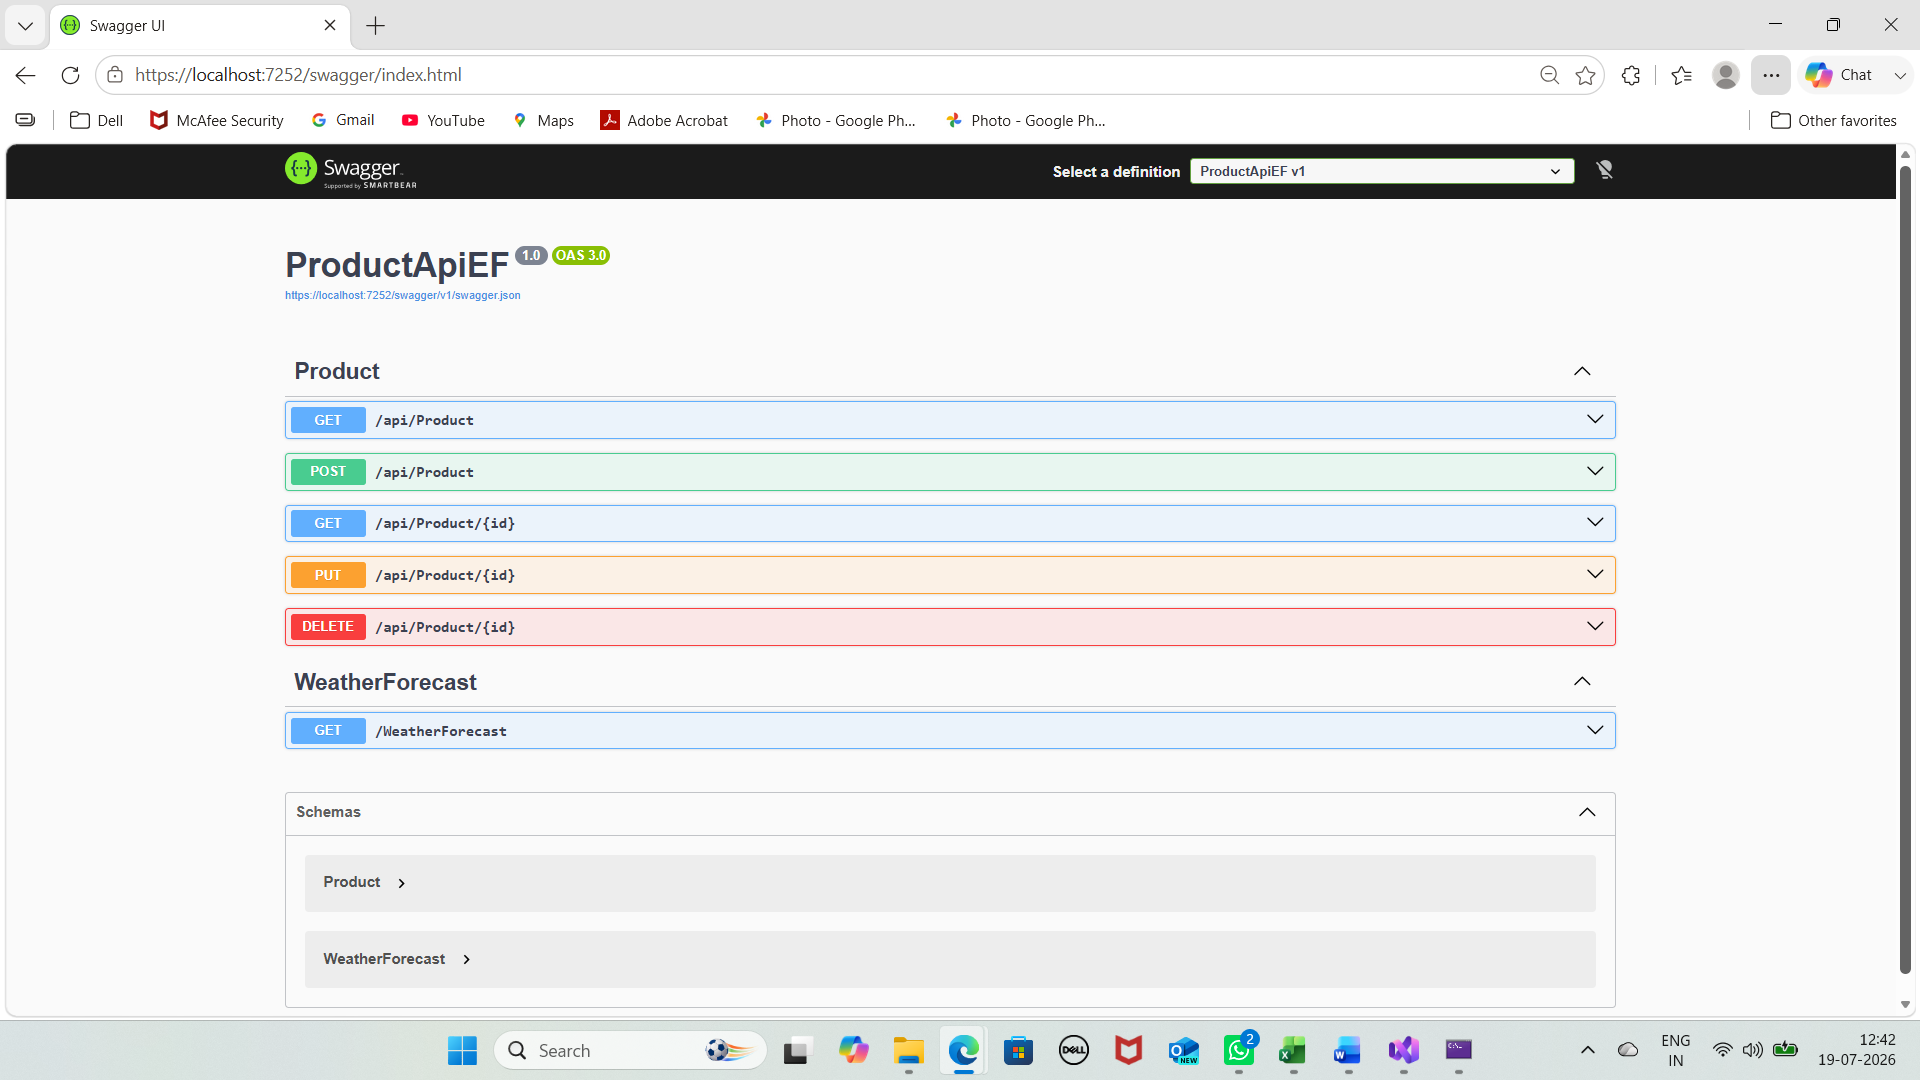 Swagger UI
https://localhost:7252/swagger/index.html
Chat
Dell
McAfee Security
Gmail
YouTube
Maps
Adobe Acrobat
Photo - Google Ph...
Photo - Google Ph...
Other favorites
Swagger
Supported by SMARTBEAR
Select a definition
ProductApiEF v1
ProductApiEF 1.0 OAS 3.0
https://localhost:7252/swagger/v1/swagger.json
Product
GET /api/Product
POST /api/Product
GET /api/Product/{id}
PUT /api/Product/{id}
DELETE /api/Product/{id}
WeatherForecast
GET /WeatherForecast
Schemas
Product
WeatherForecast
Search
DELL
NEW
2
ENG
IN
12:42
19-07-2026